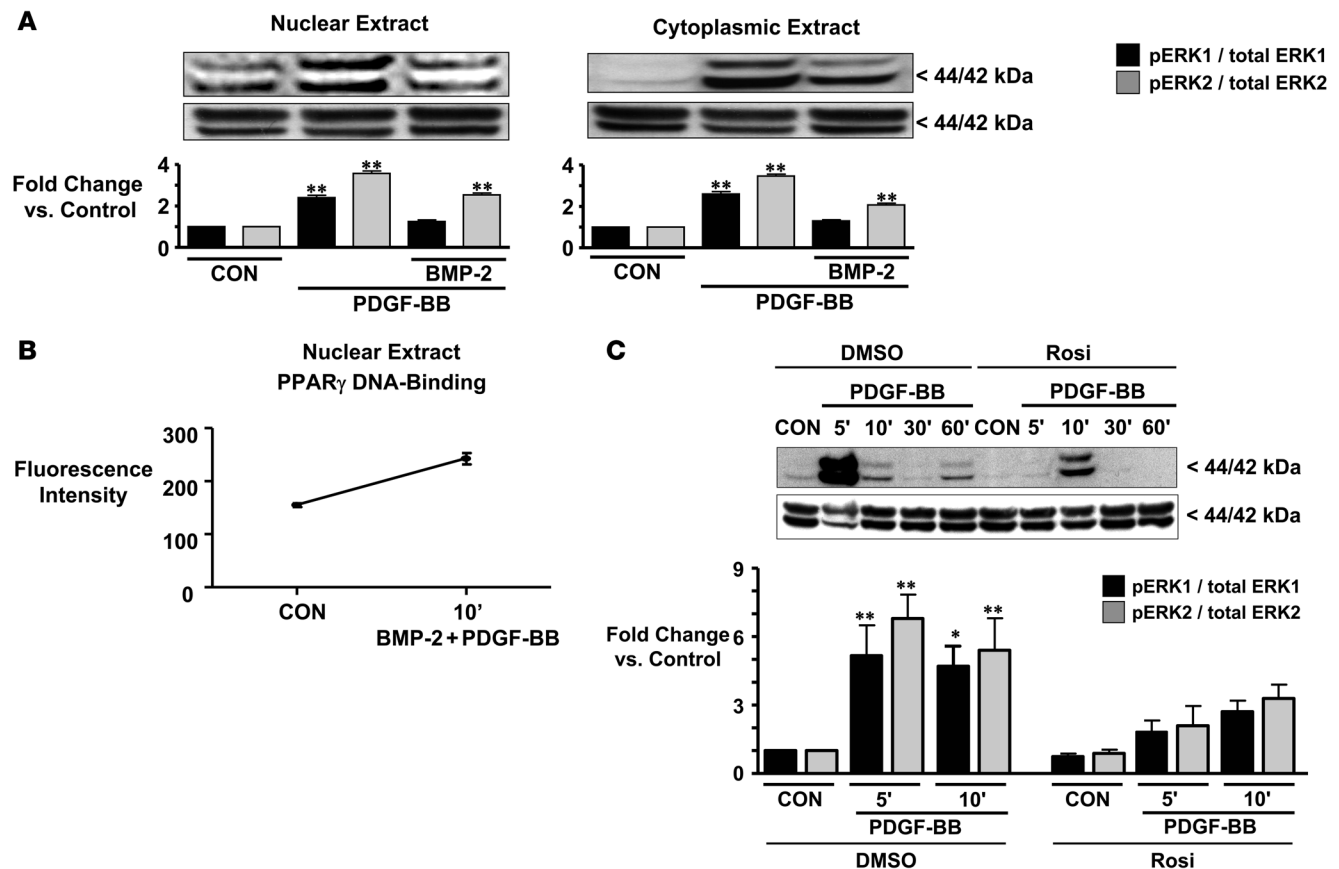 A
Nuclear Extract
Cytoplasmic Extract
pERK1 / total ERK1
pERK2 / total ERK2
< 44/42 kDa
< 44/42 kDa
Fold Change
vs. Control
4
2
0
** ** **
CON
BMP-2
PDGF-BB
4
2
0
** ** **
CON
BMP-2
PDGF-BB
B
Nuclear Extract
PPARγ DNA-Binding
Fluorescence
Intensity
300
200
100
0
CON
10’
BMP-2 + PDGF-BB
C
DMSO
Rosi
PDGF-BB
PDGF-BB
CON 5' 10' 30' 60' CON 5' 10' 30' 60'
< 44/42 kDa
< 44/42 kDa
pERK1 / total ERK1
pERK2 / total ERK2
Fold Change
vs. Control
9
6
3
0
** ** * **
CON 5' 10' CON 5' 10'
PDGF-BB PDGF-BB
DMSO Rosi